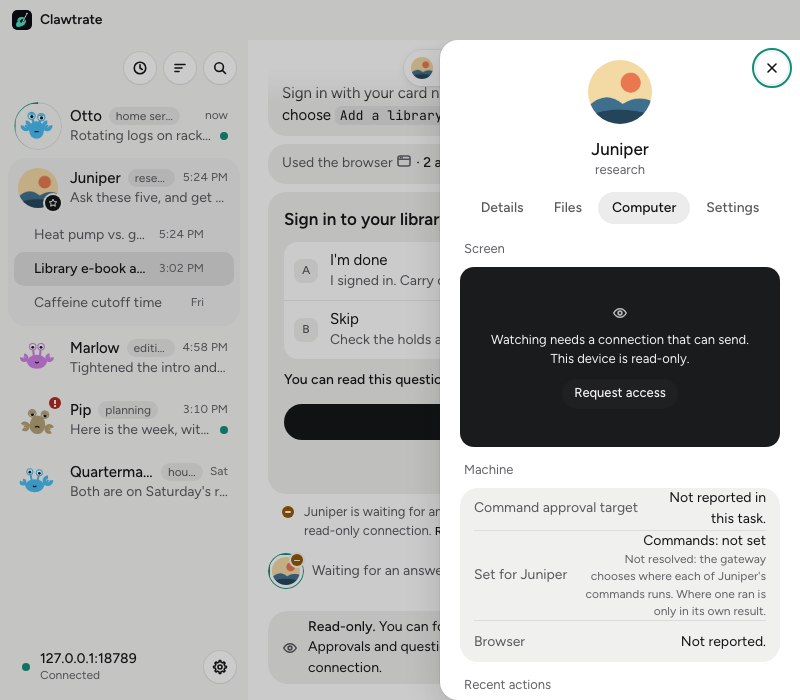 Clawtrate
Otto home ser... now
Rotating logs on rack...
Juniper rese... 5:24 PM
Ask these five, and get ...
Heat pump vs. g... 5:24 PM
Library e-book a... 3:02 PM
Caffeine cutoff time Fri
Marlow editi... 4:58 PM
Tightened the intro and...
Pip planning 3:10 PM
Here is the week, wit...
Quarterma... hou... Sat
Both are on Saturday's r...
127.0.0.1:18789
Connected
Sign in with your card n
choose Add a library
Used the browser · 2 a
Sign in to your librar
A I'm done
I signed in. Carry
B Skip
Check the holds a
You can read this questic
Juniper is waiting for an
read-only connection. R
Waiting for an answe
Read-only. You can fo
Approvals and questi
connection.
Juniper
research
Details Files Computer Settings
Screen
Watching needs a connection that can send.
This device is read-only.
Request access
Machine
Command approval target Not reported in
this task.
Set for Juniper Commands: not set
Not resolved: the gateway
chooses where each of Juniper's
commands runs. Where one ran is
only in its own result.
Browser Not reported.
Recent actions